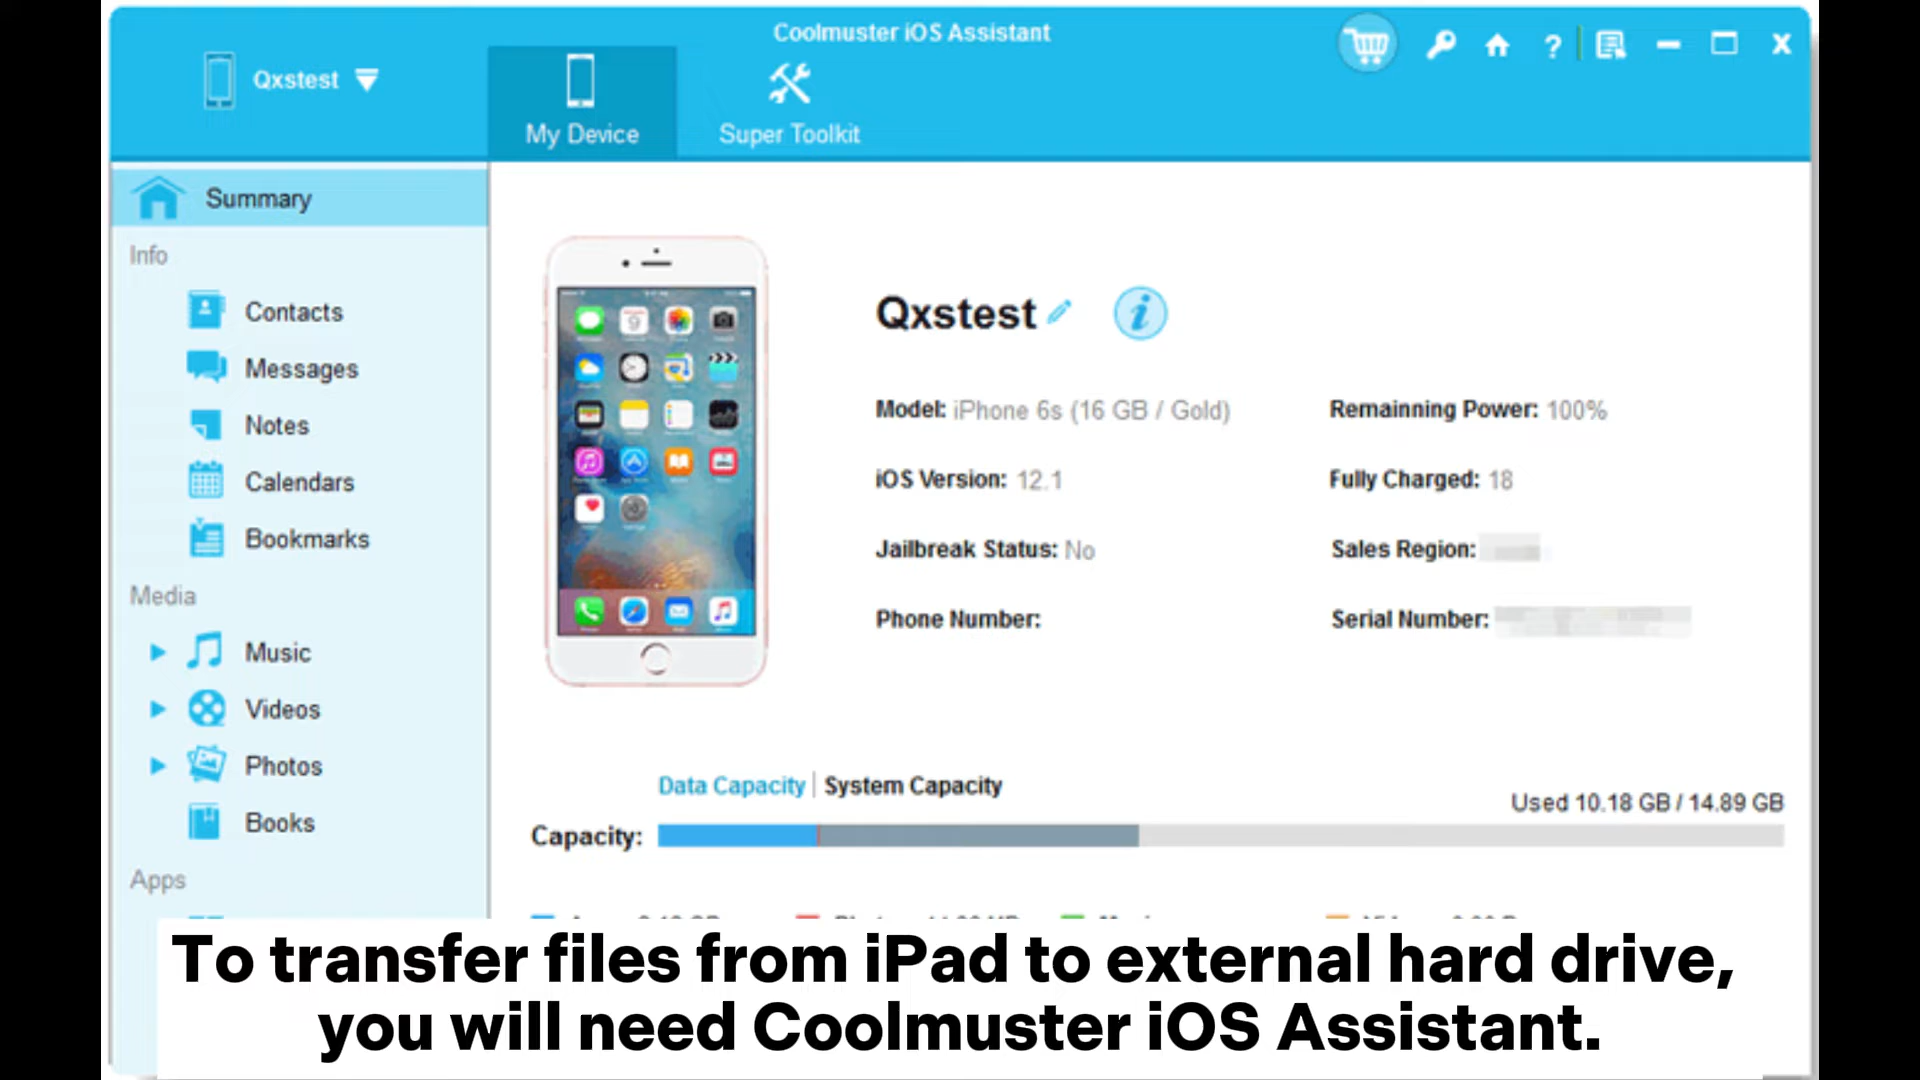 Coolmuster iOS Assistant
Qxstest
My Device
Super Toolkit
?
Summary
Info
Contacts
Messages
Notes
Calendars
Bookmarks
Media
Music
Videos
Photos
Books
Apps
Qxstest
Model: iPhone 6s (16 GB / Gold)
Remainning Power: 100%
iOS Version: 12.1
Fully Charged: 18
Jailbreak Status: No
Sales Region:
Phone Number:
Serial Number:
Data Capacity | System Capacity
Used 10.18 GB / 14.89 GB
Capacity:
To transfer files from iPad to external hard drive,
you will need Coolmuster iOS Assistant.